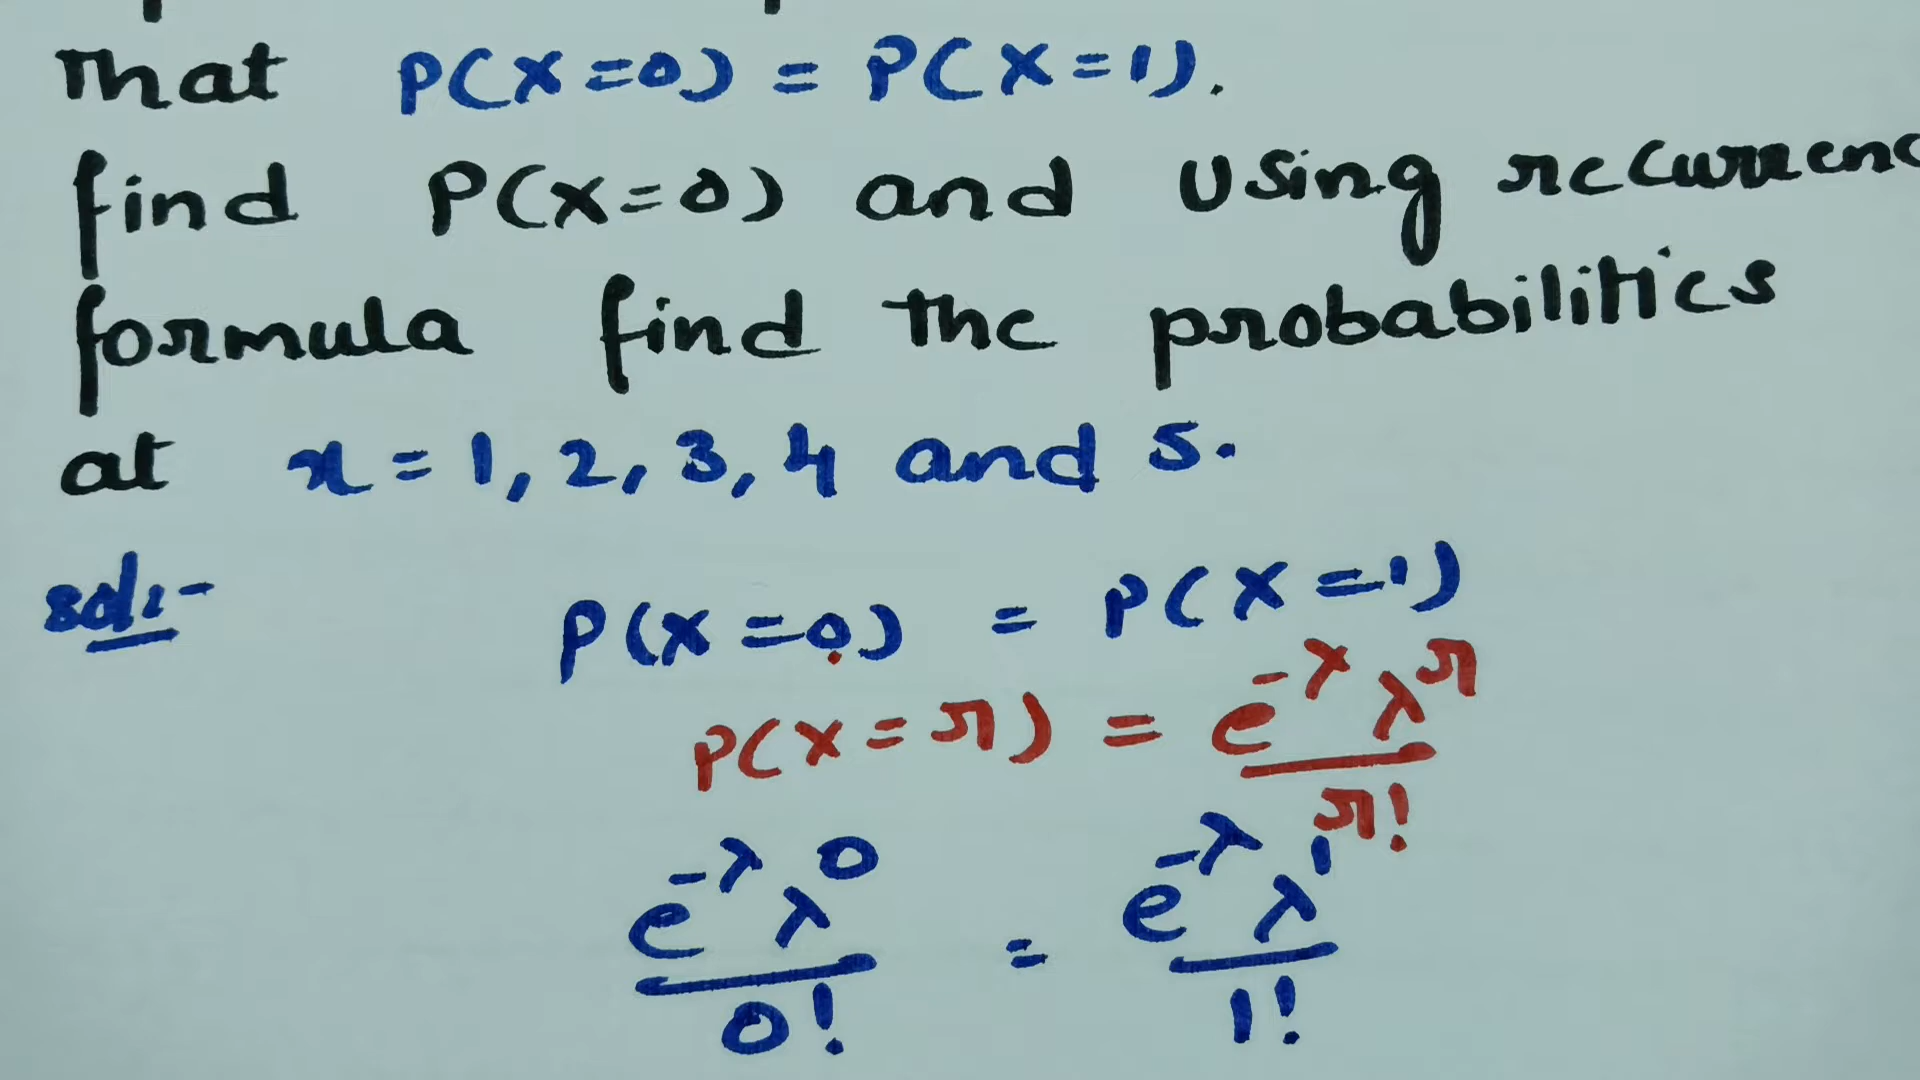 That P(X=0) = P(X=1).
find P(X=0) and using recurrenc
formula find the probabilities
at x = 1, 2, 3, 4 and 5.
Sol:- P(X=0) = P(X=1)
P(X=r) = e^{-λ} λ^r / r!
e^{-λ} λ^0 / 0! = e^{-λ} λ^1 / 1!